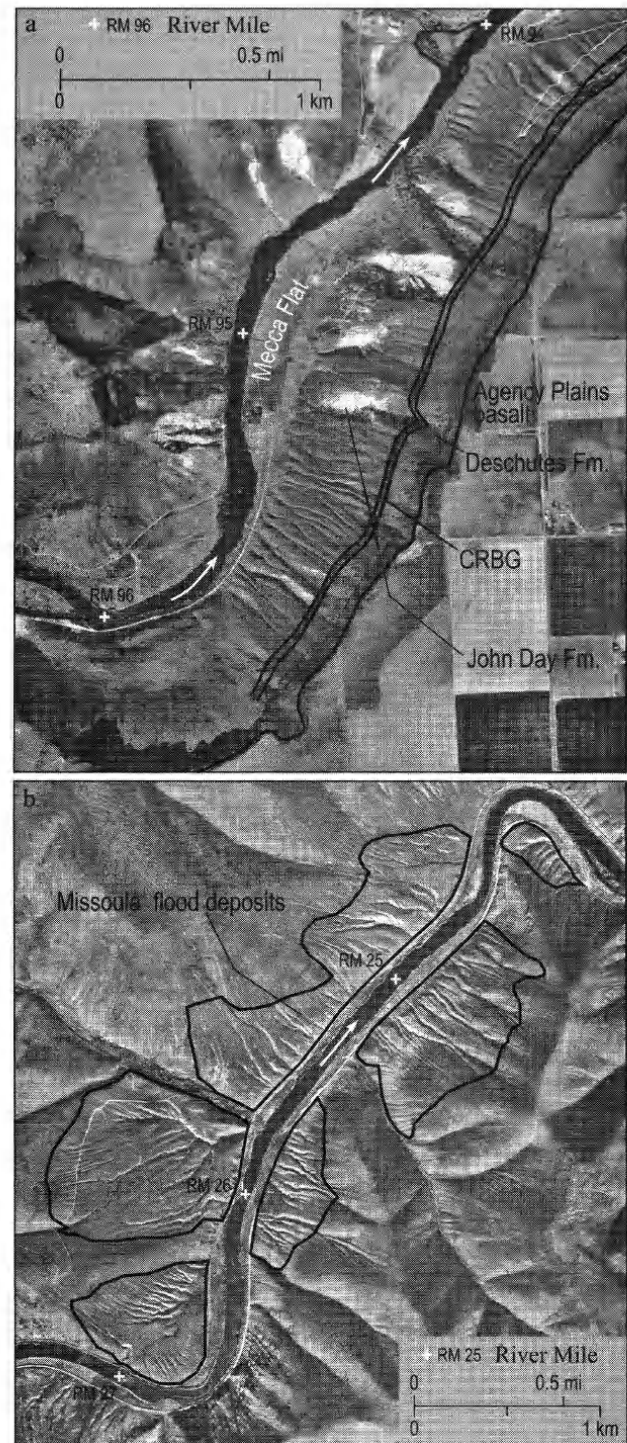 a
RM 96 River Mile
0 0.5 mi
0 1 km
RM 94
RM 95
Mecca Flat
Agency Plains
basalt
Deschutes Fm.
CRBG
RM 96
John Day Fm.
b
Missoula flood deposits
RM 25
RM 26
RM 25 River Mile
RM 27
0 0.5 mi
0 1 km